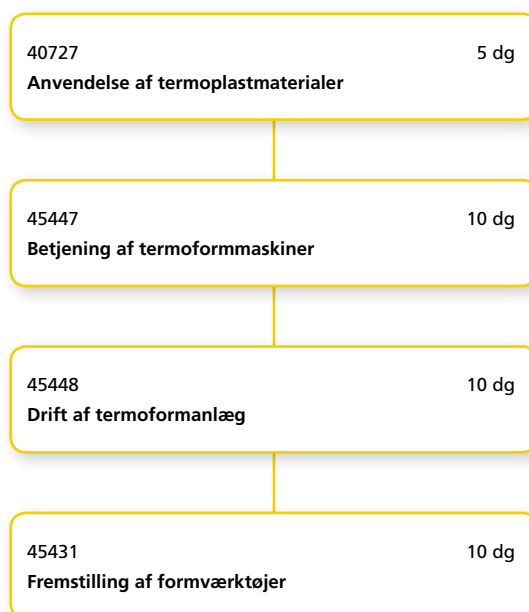 40727 5 dg
Anvendelse af termoplastmaterialer
45447 10 dg
Betjening af termoformmaskiner
45448 10 dg
Drift af termoformanlæg
45431 10 dg
Fremstilling af formværktøjer